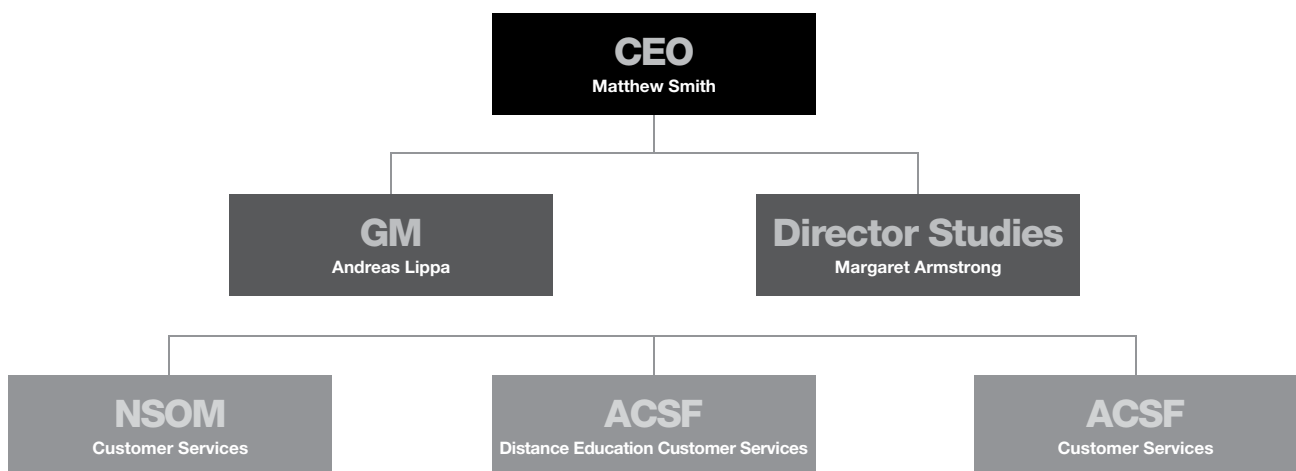 CEO
Matthew Smith
GM
Andreas Lippa
Director Studies
Margaret Armstrong
NSOM
Customer Services
ACSF
Distance Education Customer Services
ACSF
Customer Services